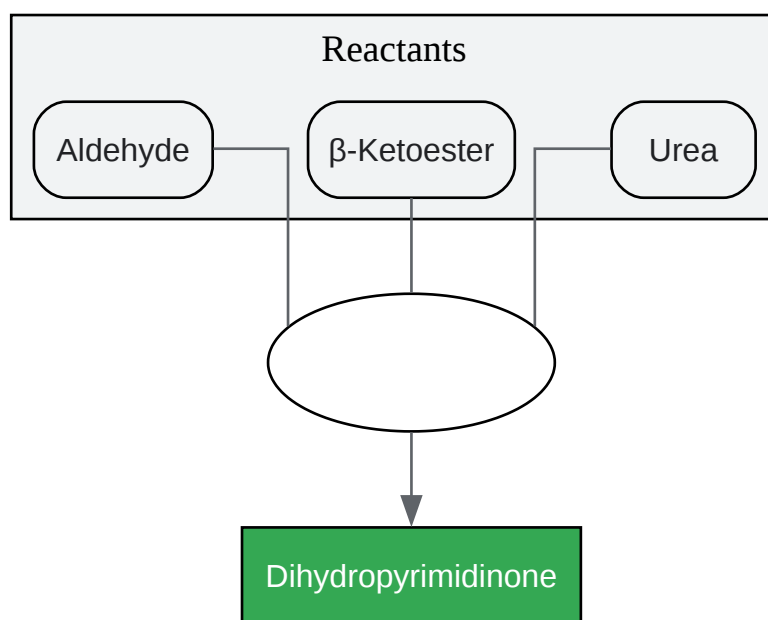 Reactants
Aldehyde
β-Ketoester
Urea
Dihydropyrimidinone